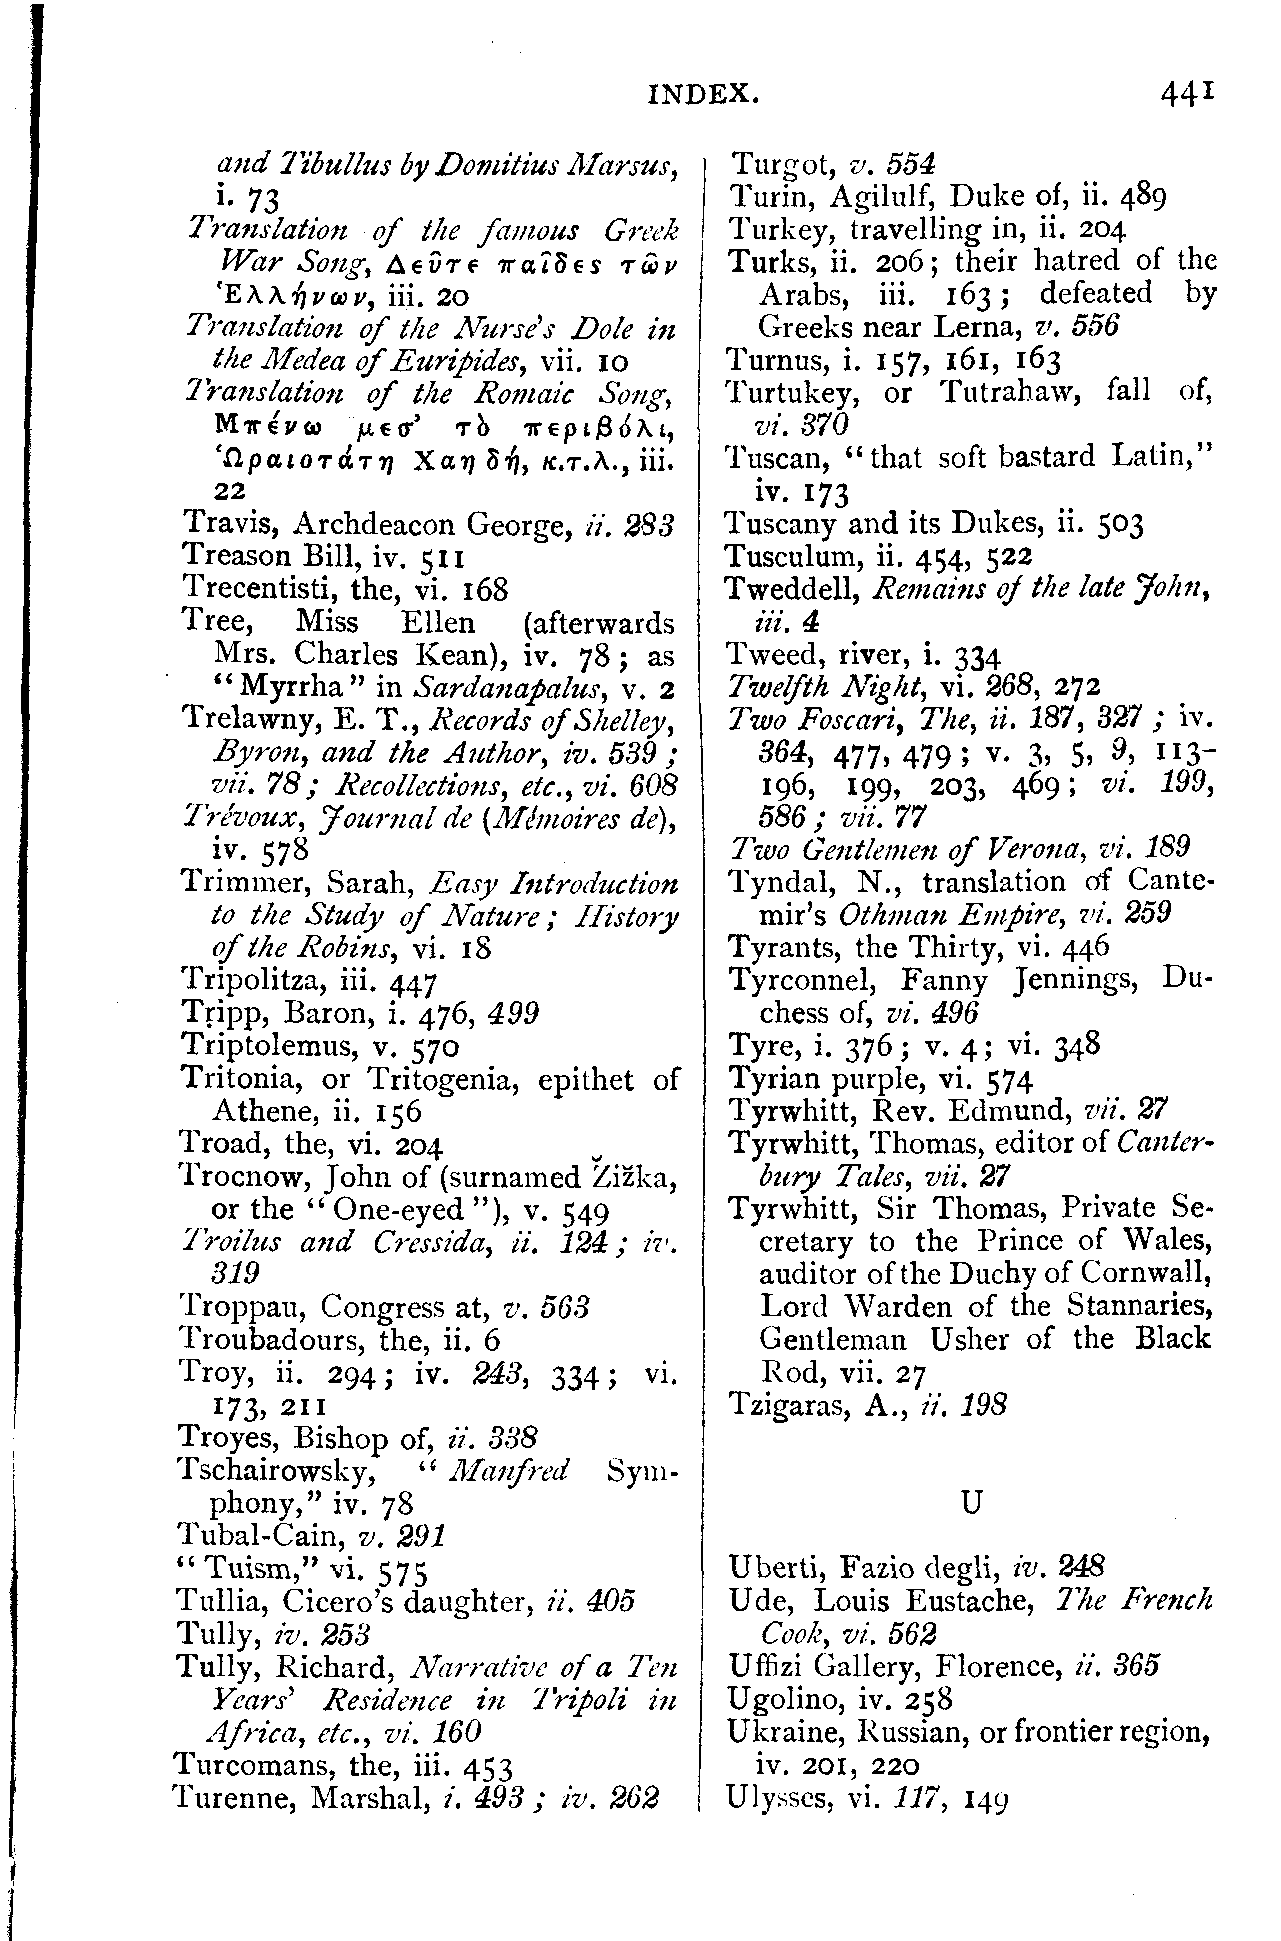 INDEX. 441
and Tibullus by Domitius Marsus,
i. 73
Translation of the famous Greek
War Song, Δεῦτε παῖδες τῶν
Ἑλλήνων, iii. 20
Translation of the Nurse's Dole in
the Medea of Euripides, vii. 10
Translation of the Romaic Song,
Μπένω μεσ' τὸ περιβόλι,
Ὡραιοτάτη Χαηδή, κ.τ.λ., iii.
22
Travis, Archdeacon George, ii. 283
Treason Bill, iv. 511
Trecentisti, the, vi. 168
Tree, Miss Ellen (afterwards
Mrs. Charles Kean), iv. 78; as
"Myrrha" in Sardanapalus, v. 2
Trelawny, E. T., Records of Shelley,
Byron, and the Author, iv. 539;
vii. 78; Recollections, etc., vi. 608
Trévoux, Journal de (Mémoires de),
iv. 578
Trimmer, Sarah, Easy Introduction
to the Study of Nature; History
of the Robins, vi. 18
Tripolitza, iii. 447
Tripp, Baron, i. 476, 499
Triptolemus, v. 570
Tritonia, or Tritogenia, epithet of
Athene, ii. 156
Troad, the, vi. 204
Trocnow, John of (surnamed Žižka,
or the "One-eyed"), v. 549
Troilus and Cressida, ii. 124; iv.
319
Troppau, Congress at, v. 563
Troubadours, the, ii. 6
Troy, ii. 294; iv. 243, 334; vi.
173, 211
Troyes, Bishop of, ii. 338
Tschairowsky, "Manfred Sym-
phony," iv. 78
Tubal-Cain, v. 291
"Tuism," vi. 575
Tullia, Cicero's daughter, ii. 405
Tully, iv. 253
Tully, Richard, Narrative of a Ten
Years' Residence in Tripoli in
Africa, etc., vi. 160
Turcomans, the, iii. 453
Turenne, Marshal, i. 493; iv. 262
Turgot, v. 554
Turin, Agilulf, Duke of, ii. 489
Turkey, travelling in, ii. 204
Turks, ii. 206; their hatred of the
Arabs, iii. 163; defeated by
Greeks near Lerna, v. 556
Turnus, i. 157, 161, 163
Turtukey, or Tutrahaw, fall of,
vi. 370
Tuscan, "that soft bastard Latin,"
iv. 173
Tuscany and its Dukes, ii. 503
Tusculum, ii. 454, 522
Tweddell, Remains of the late John,
iii. 4
Tweed, river, i. 334
Twelfth Night, vi. 268, 272
Two Foscari, The, ii. 187, 327; iv.
364, 477, 479; v. 3, 5, 9, 113-
196, 199, 203, 469; vi. 199,
586; vii. 77
Two Gentlemen of Verona, vi. 189
Tyndal, N., translation of Cante-
mir's Othman Empire, vi. 259
Tyrants, the Thirty, vi. 446
Tyrconnel, Fanny Jennings, Du-
chess of, vi. 496
Tyre, i. 376; v. 4; vi. 348
Tyrian purple, vi. 574
Tyrwhitt, Rev. Edmund, vii. 27
Tyrwhitt, Thomas, editor of Canter-
bury Tales, vii. 27
Tyrwhitt, Sir Thomas, Private Se-
cretary to the Prince of Wales,
auditor of the Duchy of Cornwall,
Lord Warden of the Stannaries,
Gentleman Usher of the Black
Rod, vii. 27
Tzigaras, A., ii. 198
U
Uberti, Fazio degli, iv. 248
Ude, Louis Eustache, The French
Cook, vi. 562
Uffizi Gallery, Florence, ii. 365
Ugolino, iv. 258
Ukraine, Russian, or frontier region,
iv. 201, 220
Ulysses, vi. 117, 149